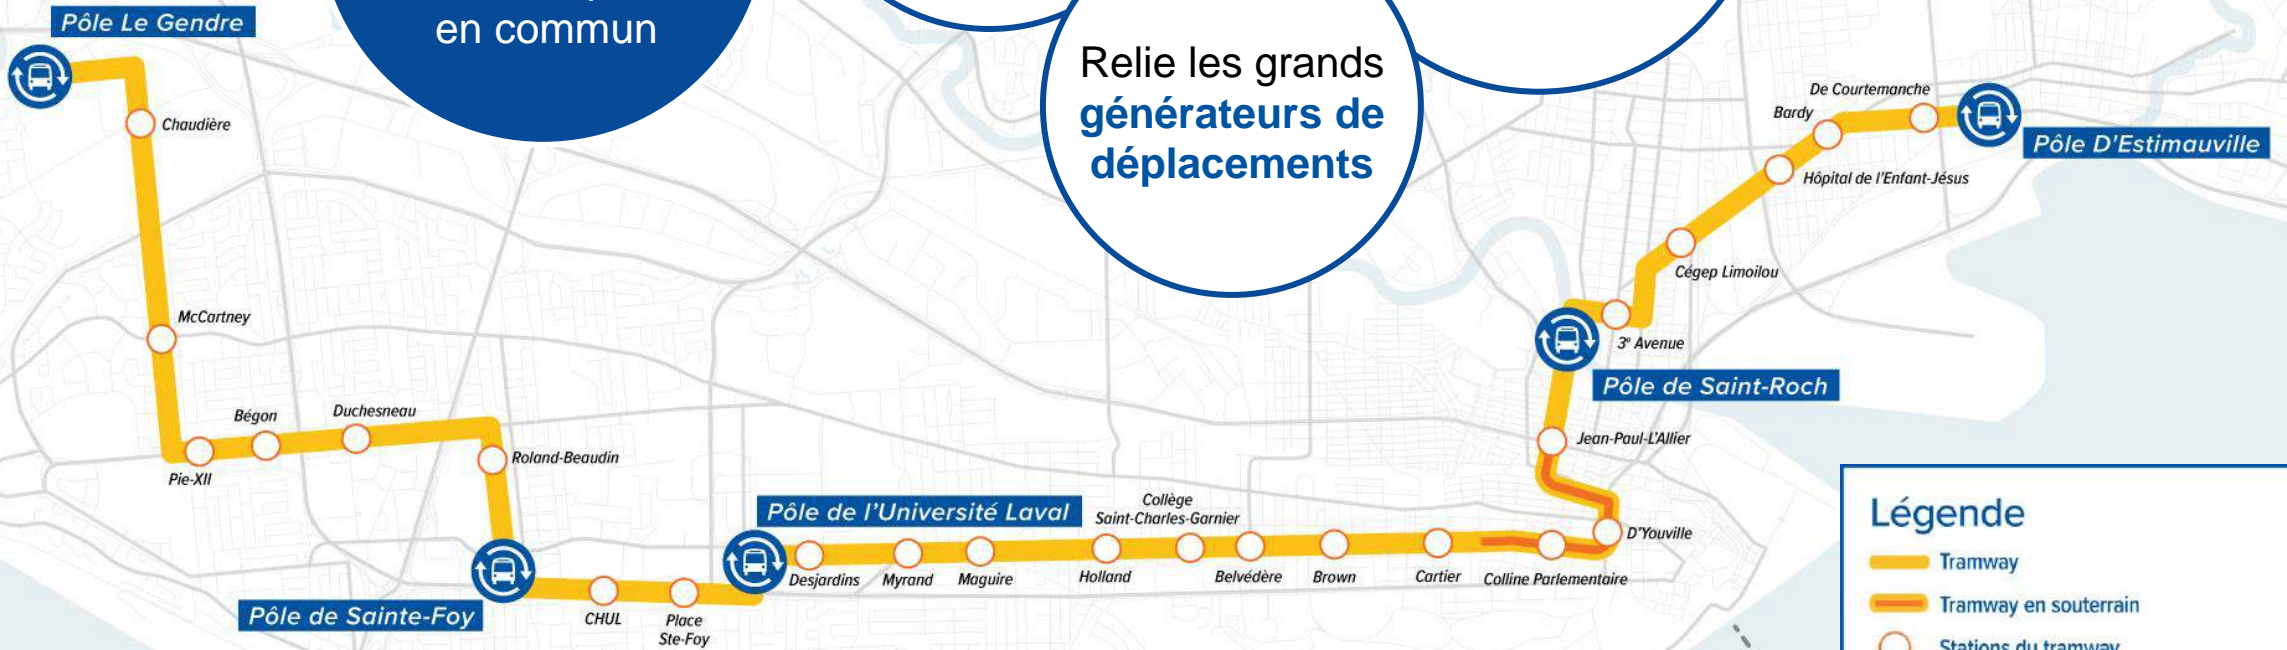 Pôle Le Gendre
en commun
Relie les grands
générateurs de
déplacements
De Courtemanche
Bardy
Pôle D'Estimauville
Chaudière
Hôpital de l'Enfant-Jésus
Cégep Limoilou
McCartney
3e Avenue
Pôle de Saint-Roch
Bégon
Duchesneau
Jean-Paul-L'Allier
Roland-Beaudin
Pie-XII
Pôle de l'Université Laval
Collège
Saint-Charles-Garnier
D'Youville
Desjardins
Myrand
Maguire
Holland
Belvédère
Brown
Cartier
Colline Parlementaire
Pôle de Sainte-Foy
CHUL
Place
Ste-Foy
Légende
Tramway
Tramway en souterrain
Stations du tramway